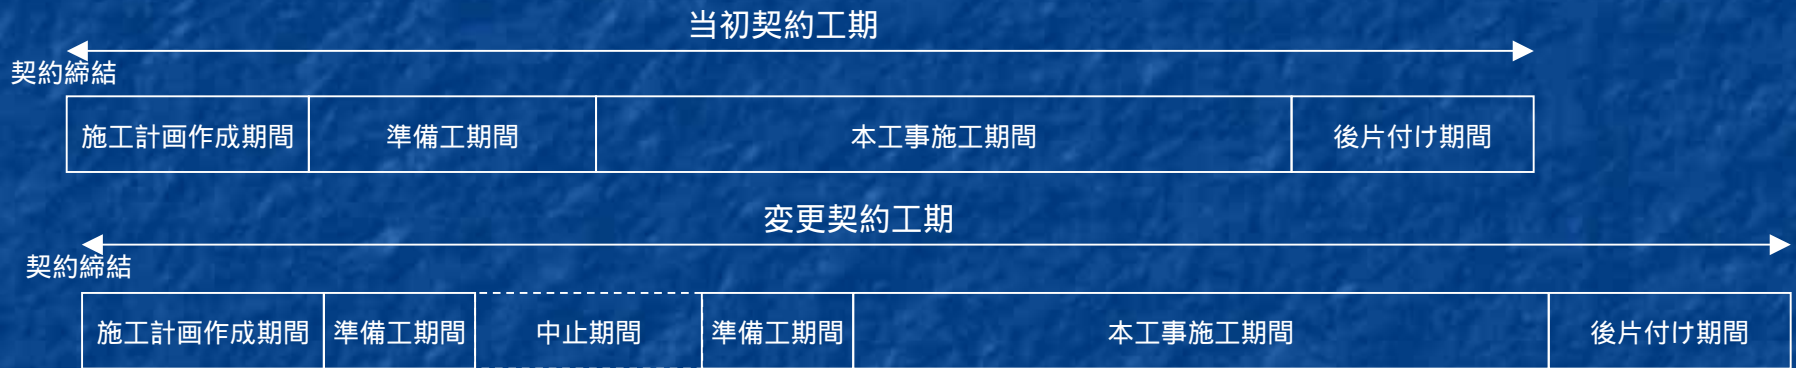 当初契約工期
契約締結
施工計画作成期間 準備工期間 本工事施工期間 後片付け期間
変更契約工期
契約締結
施工計画作成期間 準備工期間 中止期間 準備工期間 本工事施工期間 後片付け期間